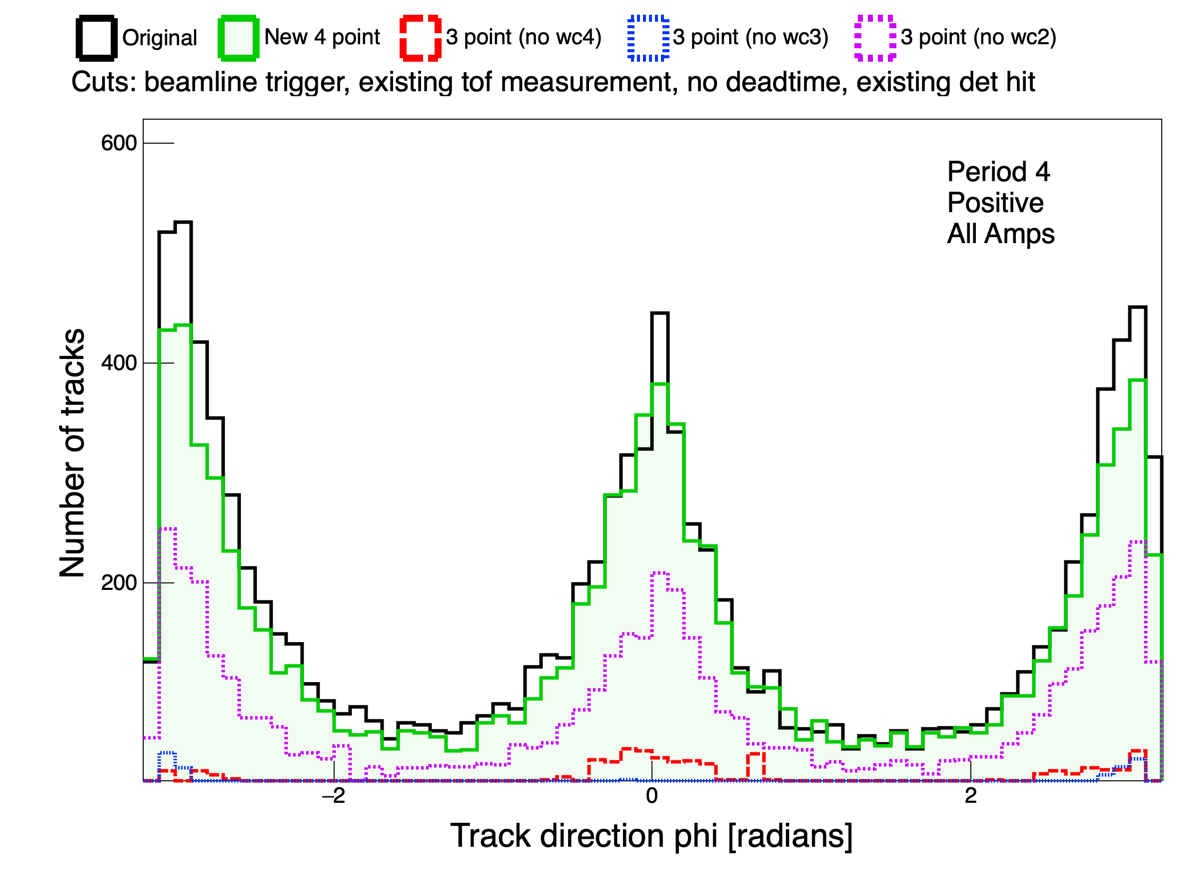 Original New 4 point 3 point (no wc4) 3 point (no wc3) 3 point (no wc2)
Cuts: beamline trigger, existing tof measurement, no deadtime, existing det hit
600
Period 4
Positive
All Amps
400
Number of tracks
200
−2 0 2
Track direction phi [radians]